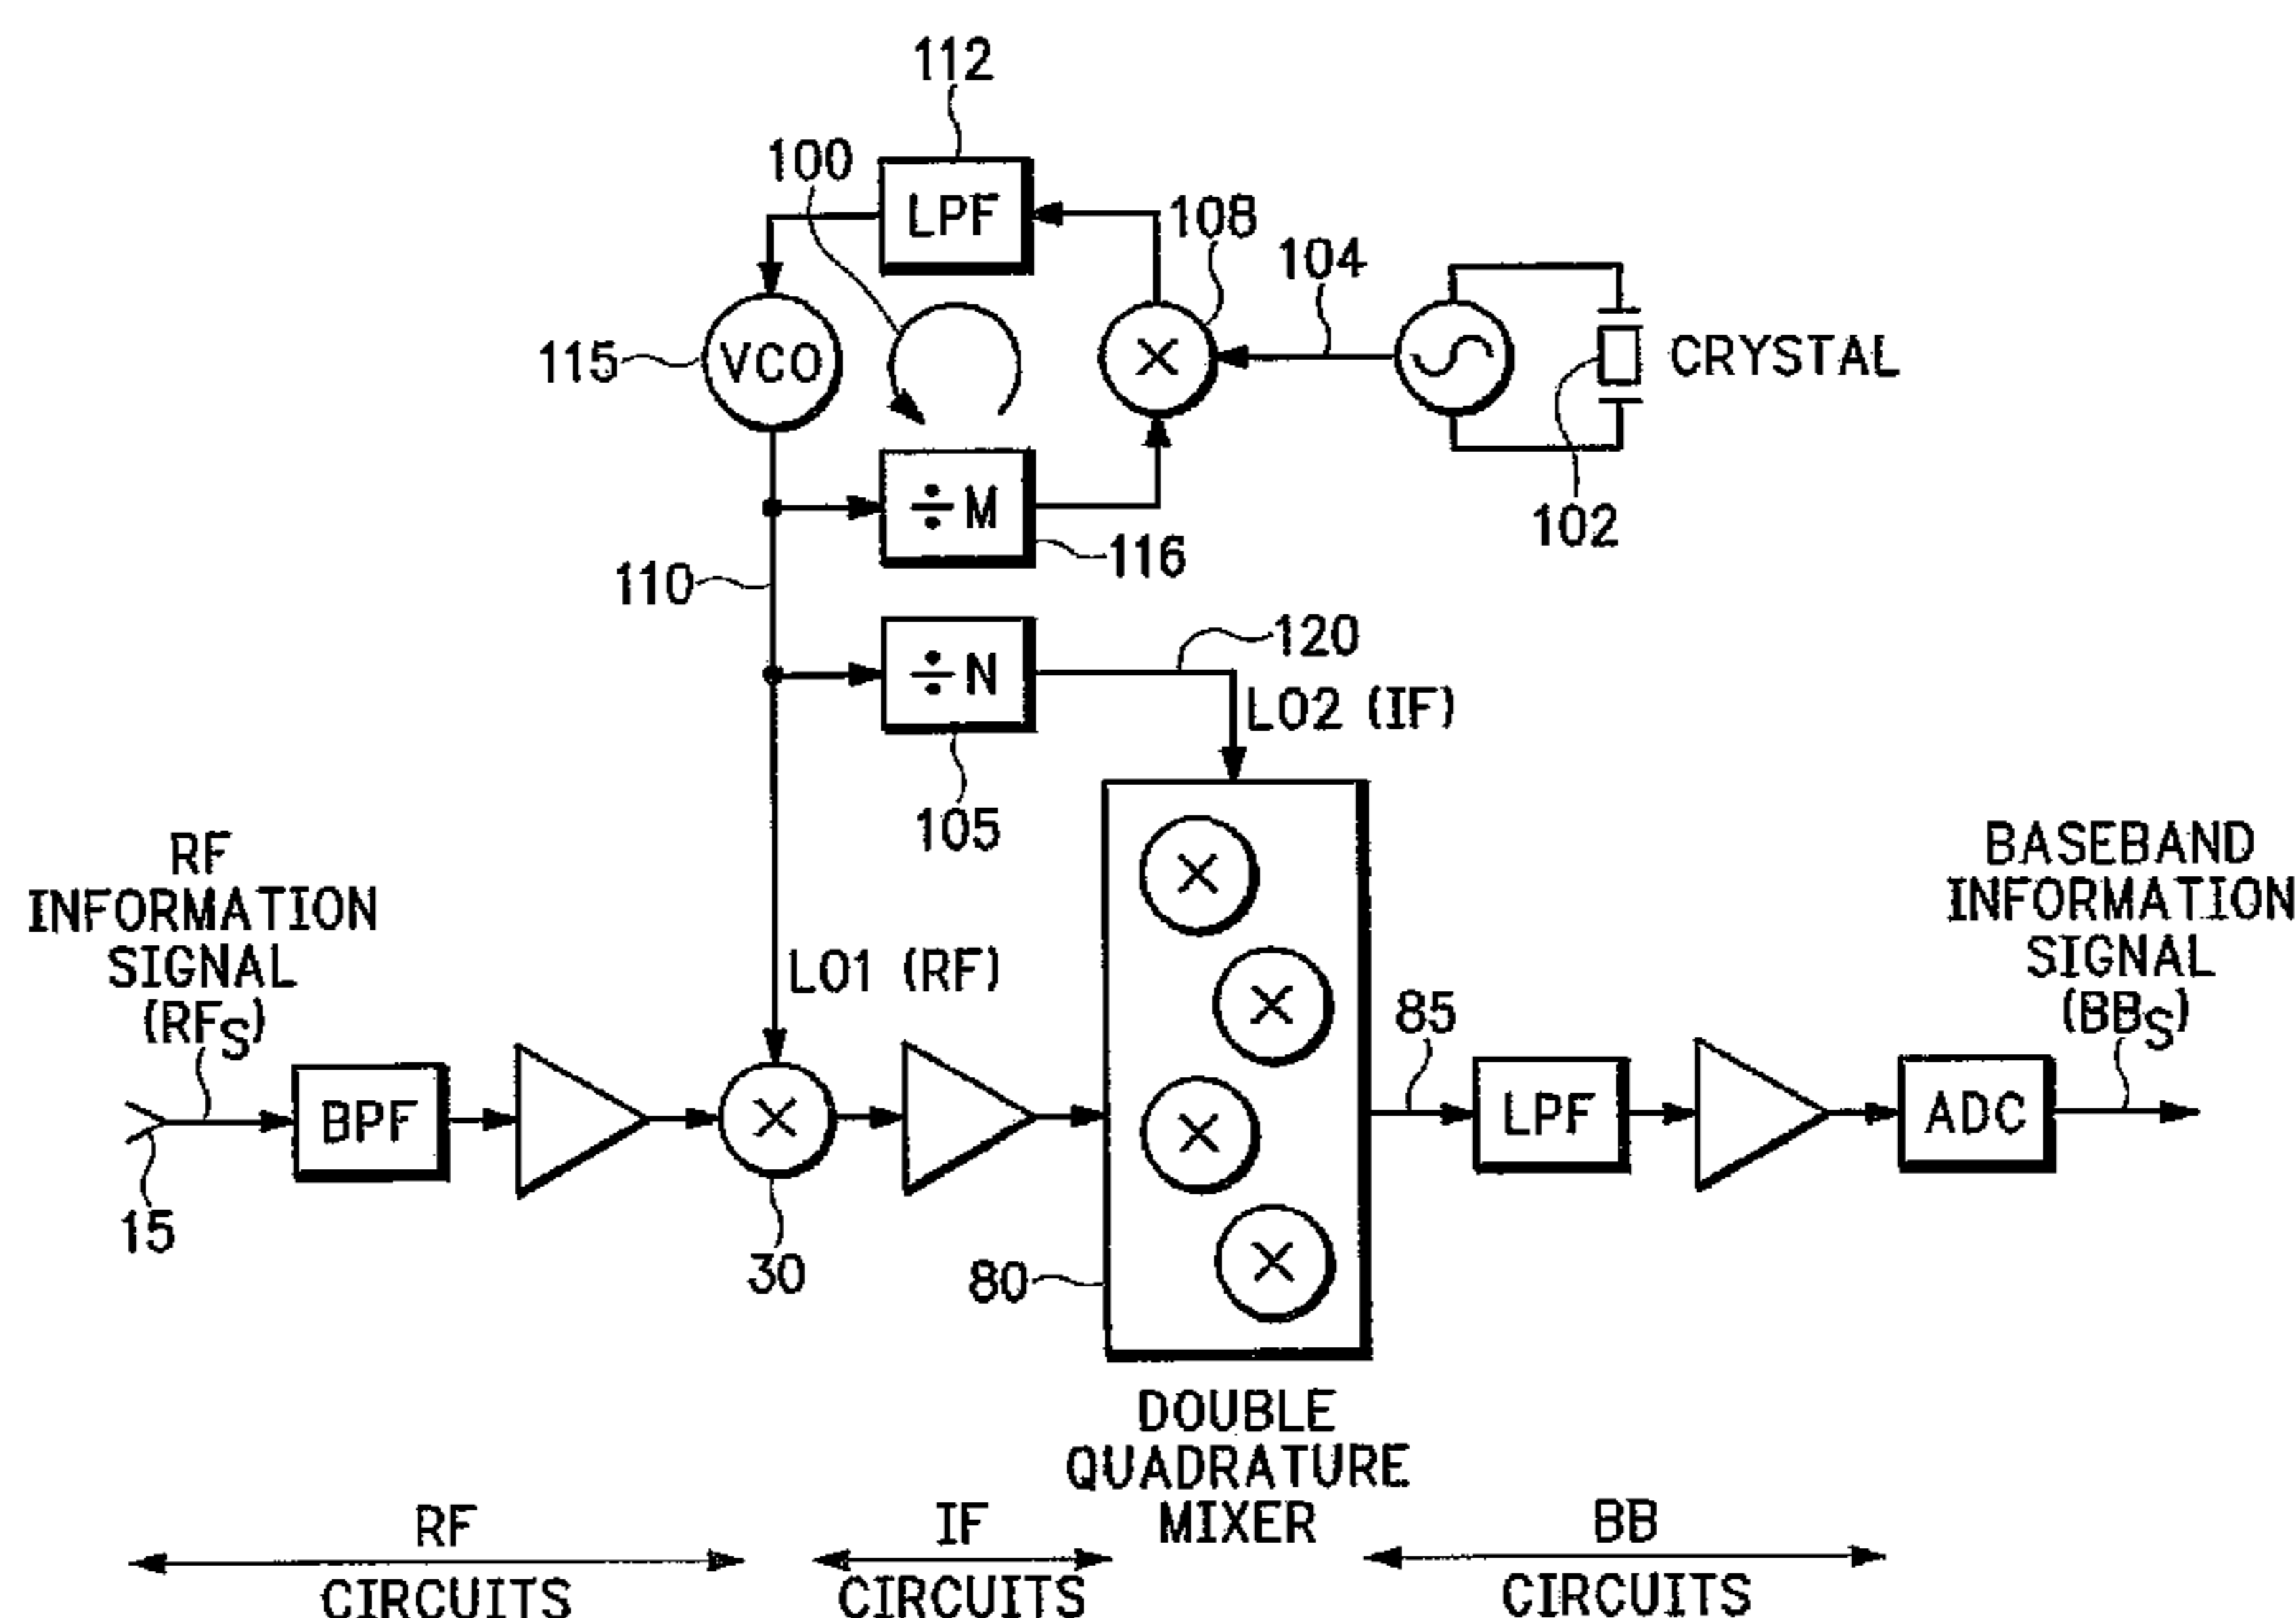 112
100
LPF
108
104
115
VCO
CRYSTAL
÷ M
102
116
110
÷ N
120
LO2 (IF)
105
RF
INFORMATION
SIGNAL
(RFS)
BASEBAND
INFORMATION
SIGNAL
(BBS)
LO1 (RF)
85
BPF
LPF
ADC
15
30
80
DOUBLE
QUADRATURE
MIXER
RF
CIRCUITS
IF
CIRCUITS
BB
CIRCUITS